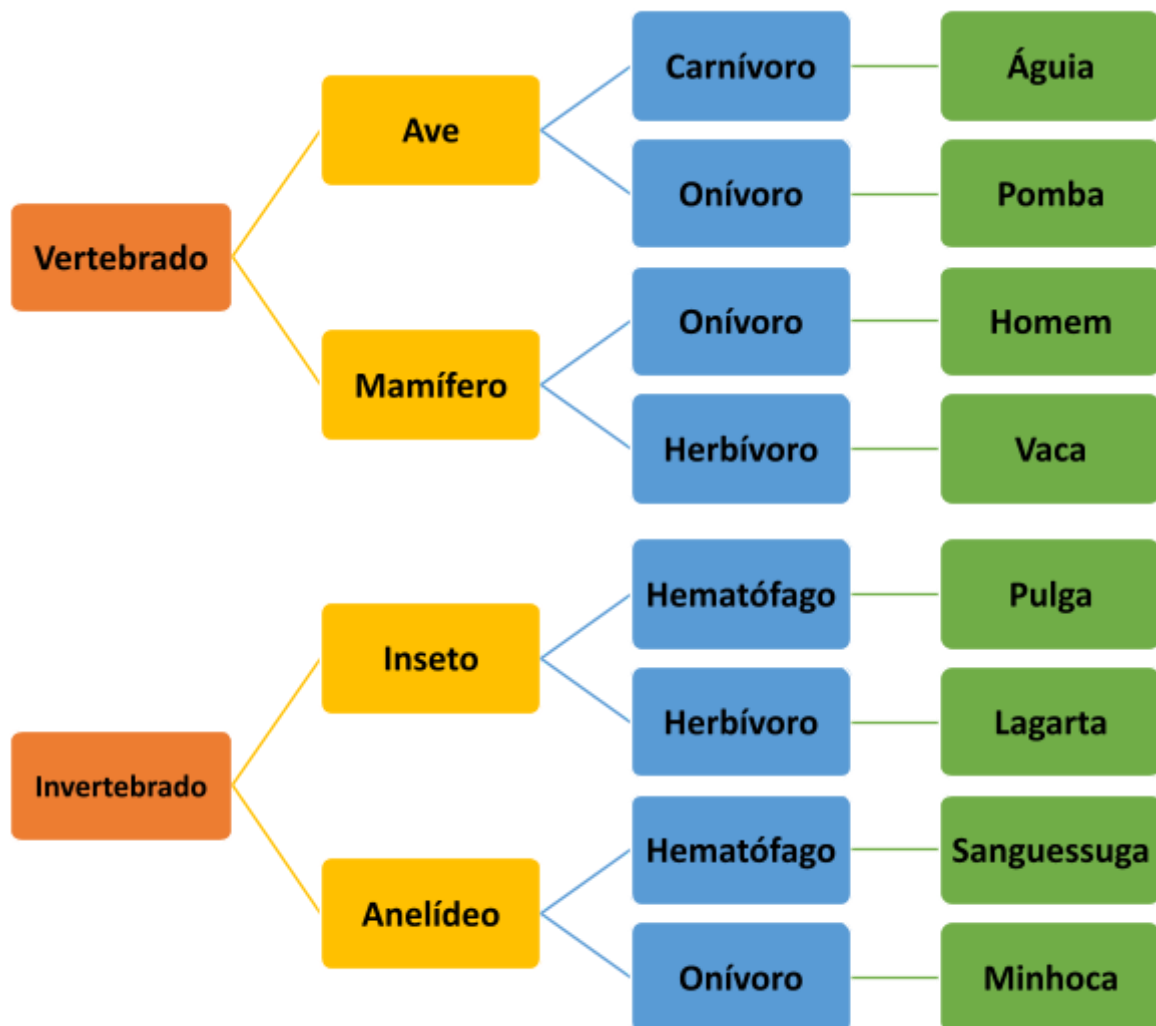 Vertebrado
Ave
Carnívoro
Águia
Onívoro
Pomba
Mamífero
Onívoro
Homem
Herbívoro
Vaca
Invertebrado
Inseto
Hematófago
Pulga
Herbívoro
Lagarta
Anelídeo
Hematófago
Sanguessuga
Onívoro
Minhoca